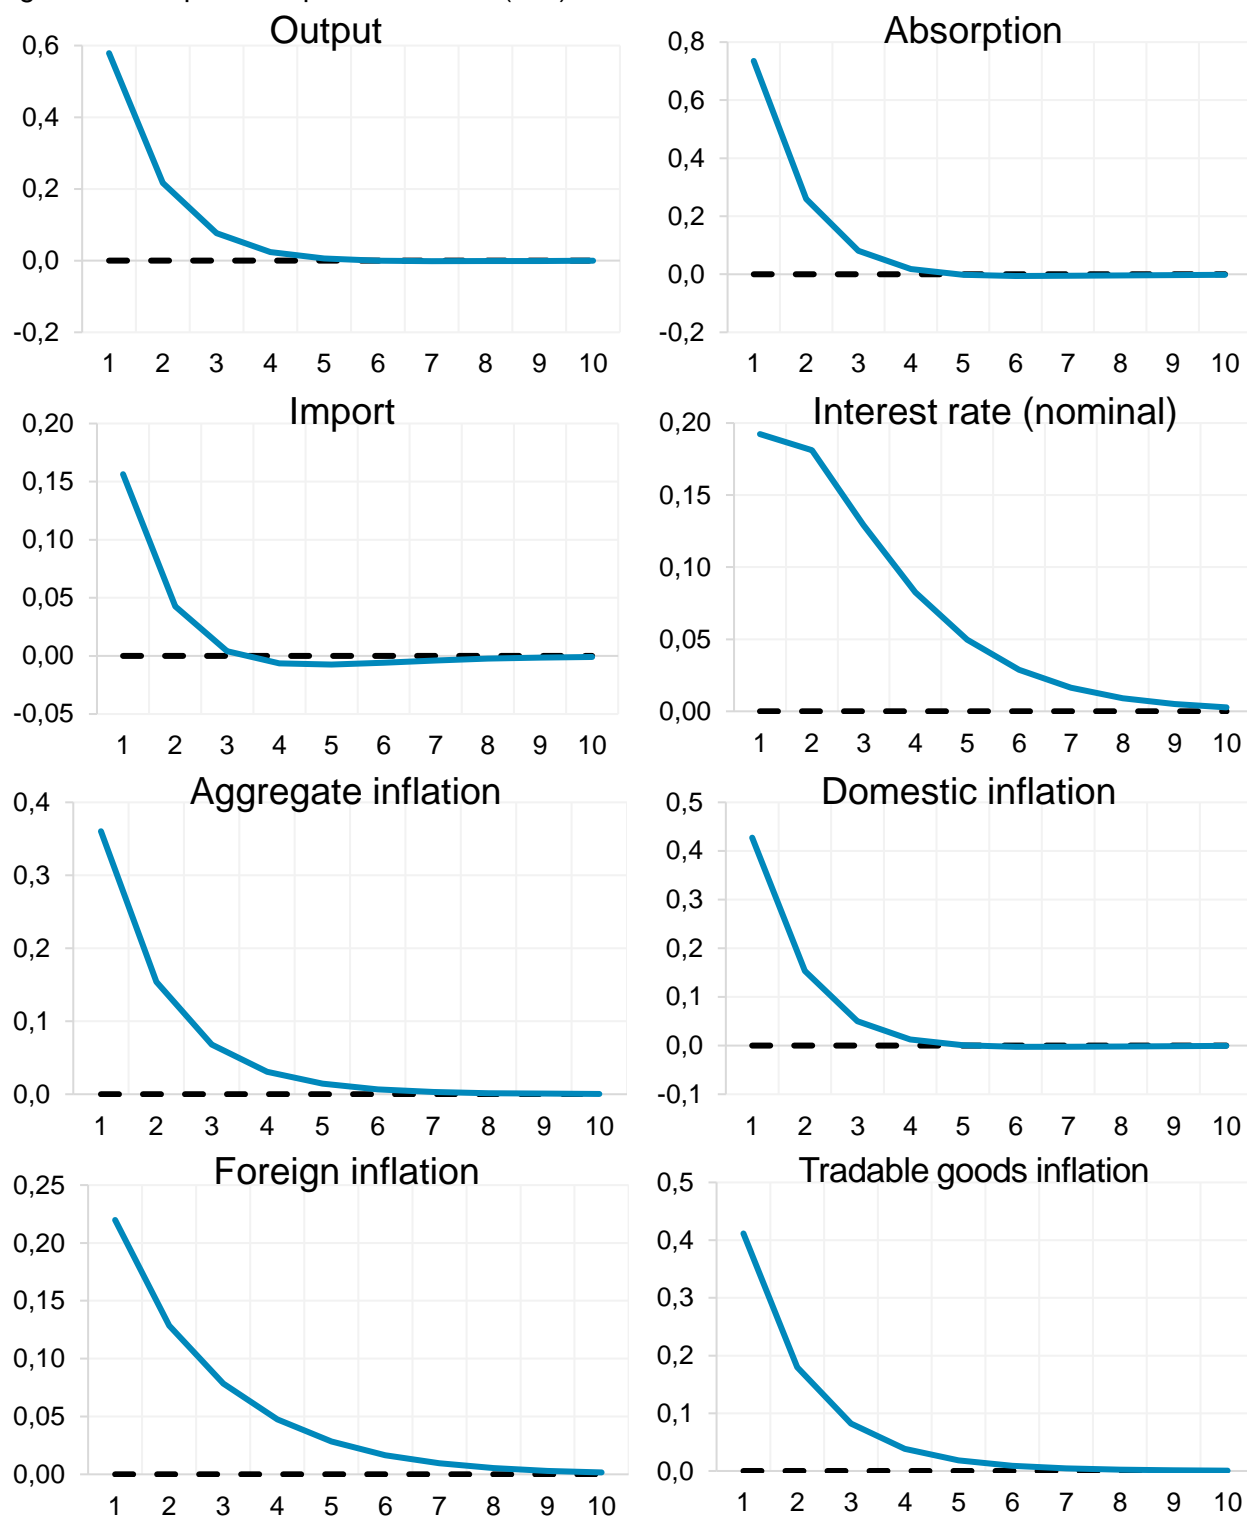 Output
0,6
0,4
0,2
0,0
-0,2
1 2 3 4 5 6 7 8 9 10
Absorption
0,8
0,6
0,4
0,2
0,0
-0,2
1 2 3 4 5 6 7 8 9 10
Import
0,20
0,15
0,10
0,05
0,00
-0,05
1 2 3 4 5 6 7 8 9 10
Interest rate (nominal)
0,20
0,15
0,10
0,05
0,00
1 2 3 4 5 6 7 8 9 10
Aggregate inflation
0,4
0,3
0,2
0,1
0,0
1 2 3 4 5 6 7 8 9 10
Domestic inflation
0,5
0,4
0,3
0,2
0,1
0,0
-0,1
1 2 3 4 5 6 7 8 9 10
Foreign inflation
0,25
0,20
0,15
0,10
0,05
0,00
1 2 3 4 5 6 7 8 9 10
Tradable goods inflation
0,5
0,4
0,3
0,2
0,1
0,0
1 2 3 4 5 6 7 8 9 10